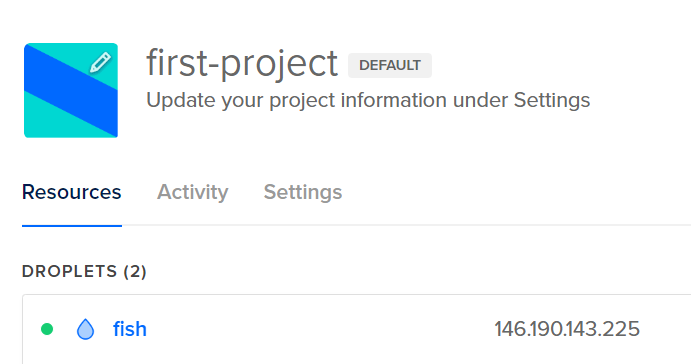 first-project DEFAULT
Update your project information under Settings
Resources Activity Settings
DROPLETS (2)
fish 146.190.143.225